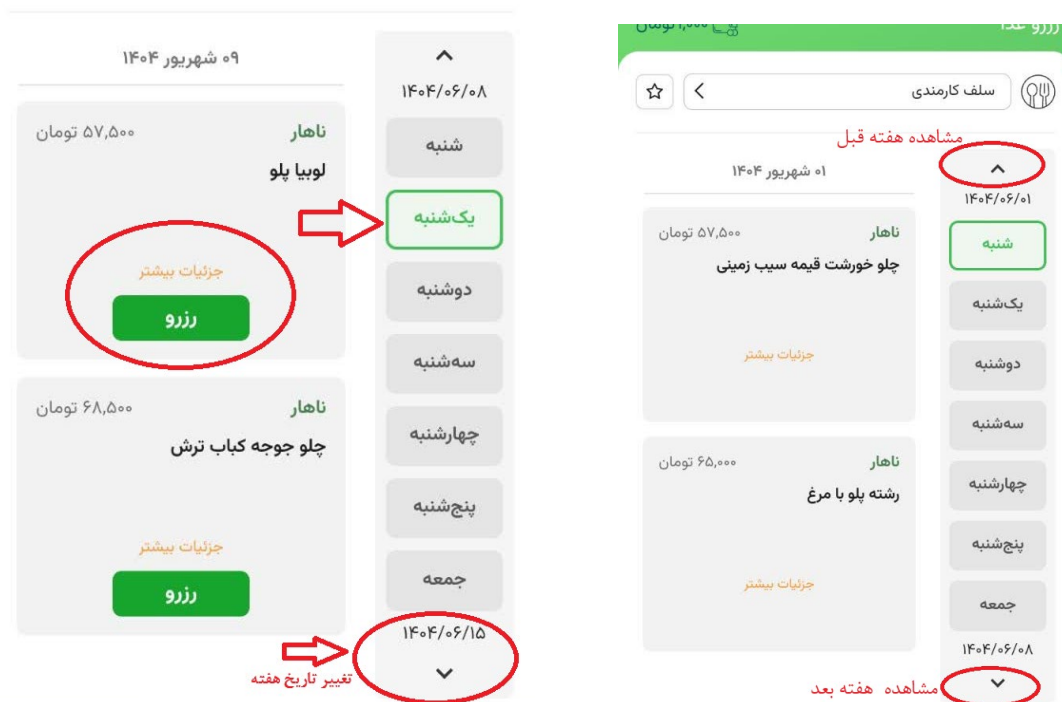 رزرو غذا
۱,۰۰۰ تومان
سلف کارمندی
مشاهده هفته قبل
۰۱ شهریور ۱۴۰۴
۱۴۰۴/۰۶/۰۱
شنبه
یک‌شنبه
دوشنبه
سه‌شنبه
چهارشنبه
پنج‌شنبه
جمعه
۱۴۰۴/۰۶/۰۸
مشاهده هفته بعد
ناهار
۵۷,۵۰۰ تومان
چلو خورشت قیمه سیب زمینی
جزئیات بیشتر
ناهار
۶۵,۰۰۰ تومان
رشته پلو با مرغ
جزئیات بیشتر
۰۹ شهریور ۱۴۰۴
۱۴۰۴/۰۶/۰۸
شنبه
یک‌شنبه
دوشنبه
سه‌شنبه
چهارشنبه
پنج‌شنبه
جمعه
۱۴۰۴/۰۶/۱۵
تغییر تاریخ هفته
ناهار
۵۷,۵۰۰ تومان
لوبیا پلو
جزئیات بیشتر
رزرو
ناهار
۶۸,۵۰۰ تومان
چلو جوجه کباب ترش
جزئیات بیشتر
رزرو